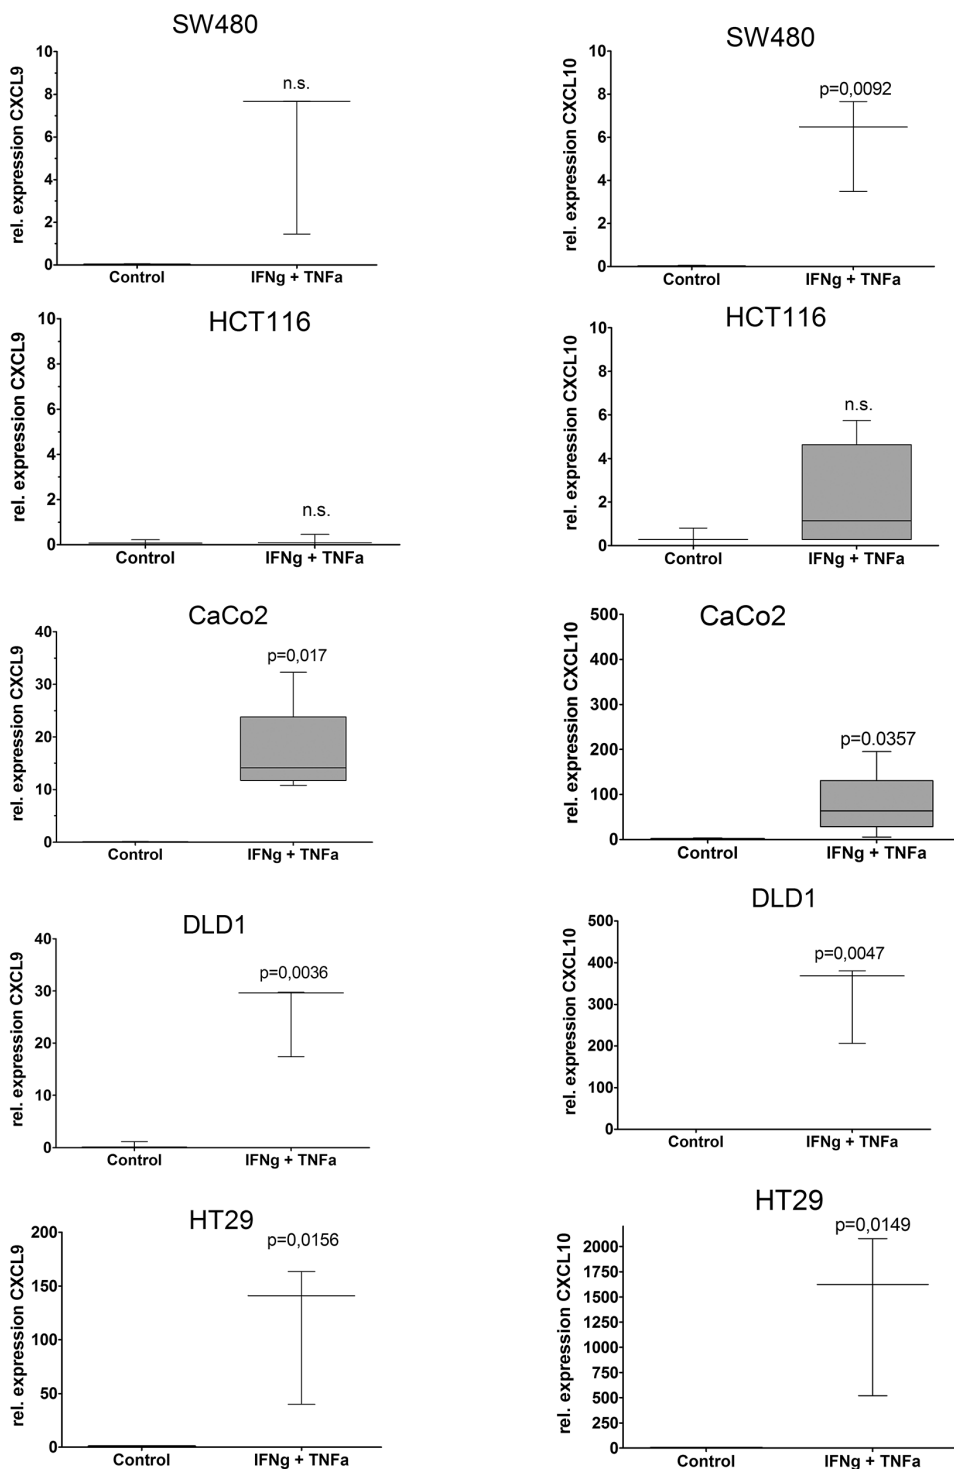 SW480
rel. expression CXCL9
10
8
6
4
2
0
n.s.
Control
IFNg + TNFa
SW480
rel. expression CXCL10
10
8
6
4
2
0
p=0,0092
Control
IFNg + TNFa
HCT116
rel. expression CXCL9
10
8
6
4
2
0
n.s.
Control
IFNg + TNFa
HCT116
rel. expression CXCL10
10
8
6
4
2
0
n.s.
Control
IFNg + TNFa
CaCo2
rel. expression CXCL9
40
30
20
10
0
p=0,017
Control
IFNg + TNFa
CaCo2
rel. expression CXCL10
500
400
300
200
100
0
p=0.0357
Control
IFNg + TNFa
DLD1
rel. expression CXCL9
40
30
20
10
0
p=0,0036
Control
IFNg + TNFa
DLD1
rel. expression CXCL10
500
400
300
200
100
0
p=0,0047
Control
IFNg + TNFa
HT29
rel. expression CXCL9
200
150
100
50
0
p=0,0156
Control
IFNg + TNFa
HT29
rel. expression CXCL10
2000
1750
1500
1250
1000
750
500
250
0
p=0,0149
Control
IFNg + TNFa